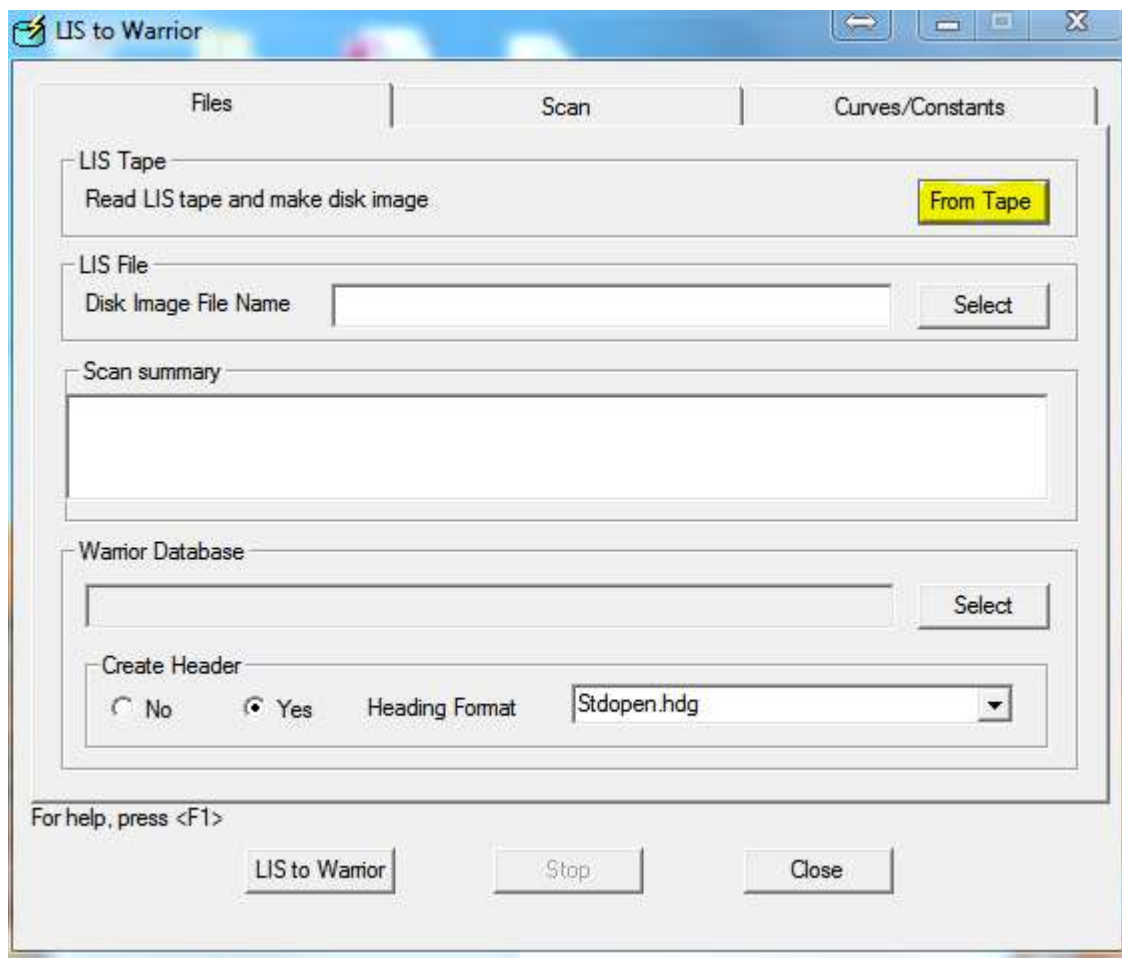 LIS to Warrior
Files Scan Curves/Constants
LIS Tape
Read LIS tape and make disk image From Tape
LIS File
Disk Image File Name Select
Scan summary
Warrior Database
Select
Create Header
No Yes Heading Format Stdopen.hdg
For help, press <F1>
LIS to Warrior Stop Close